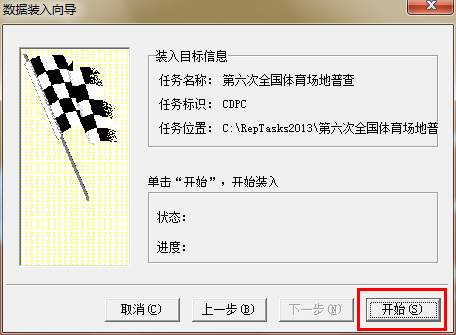 数据装入向导
装入目标信息
任务名称： 第六次全国体育场地普查
任务标识： CDPC
任务位置： C:\RepTasks2013\第六次全国体育场地普
单击“开始”，开始装入
状态：
进度：
取消(C) 上一步(B) 下一步(N) 开始(S)